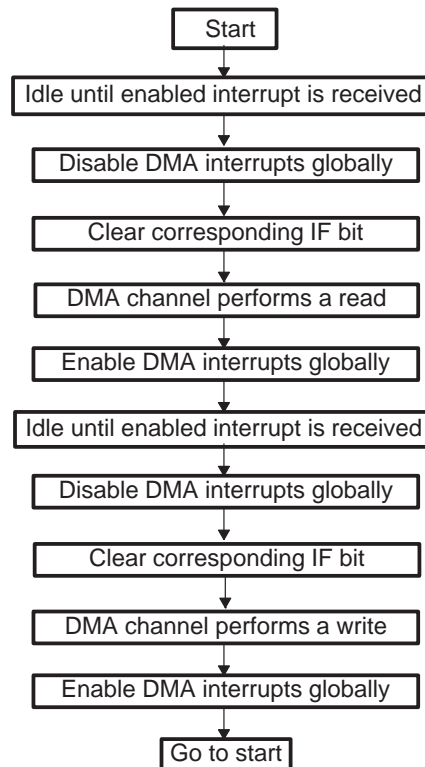 Start
Idle until enabled interrupt is received
Disable DMA interrupts globally
Clear corresponding IF bit
DMA channel performs a read
Enable DMA interrupts globally
Idle until enabled interrupt is received
Disable DMA interrupts globally
Clear corresponding IF bit
DMA channel performs a write
Enable DMA interrupts globally
Go to start